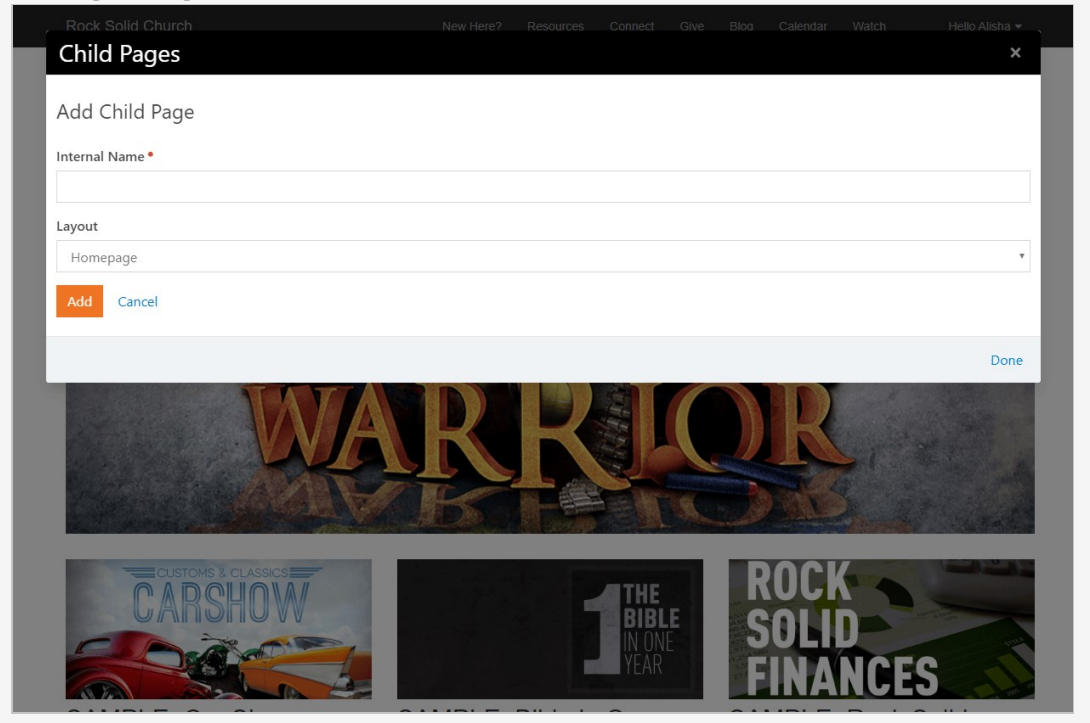 Rock Solid Church New Here? Resources Connect Give Blog Calendar Watch Hello Alisha
Child Pages ×
Add Child Page
Internal Name
Layout
Homepage
Add Cancel
Done
WARRIOR
CUSTOMS & CLASSICS
CARSHOW
1 THE
BIBLE
IN ONE
YEAR
ROCK
SOLID
FINANCES